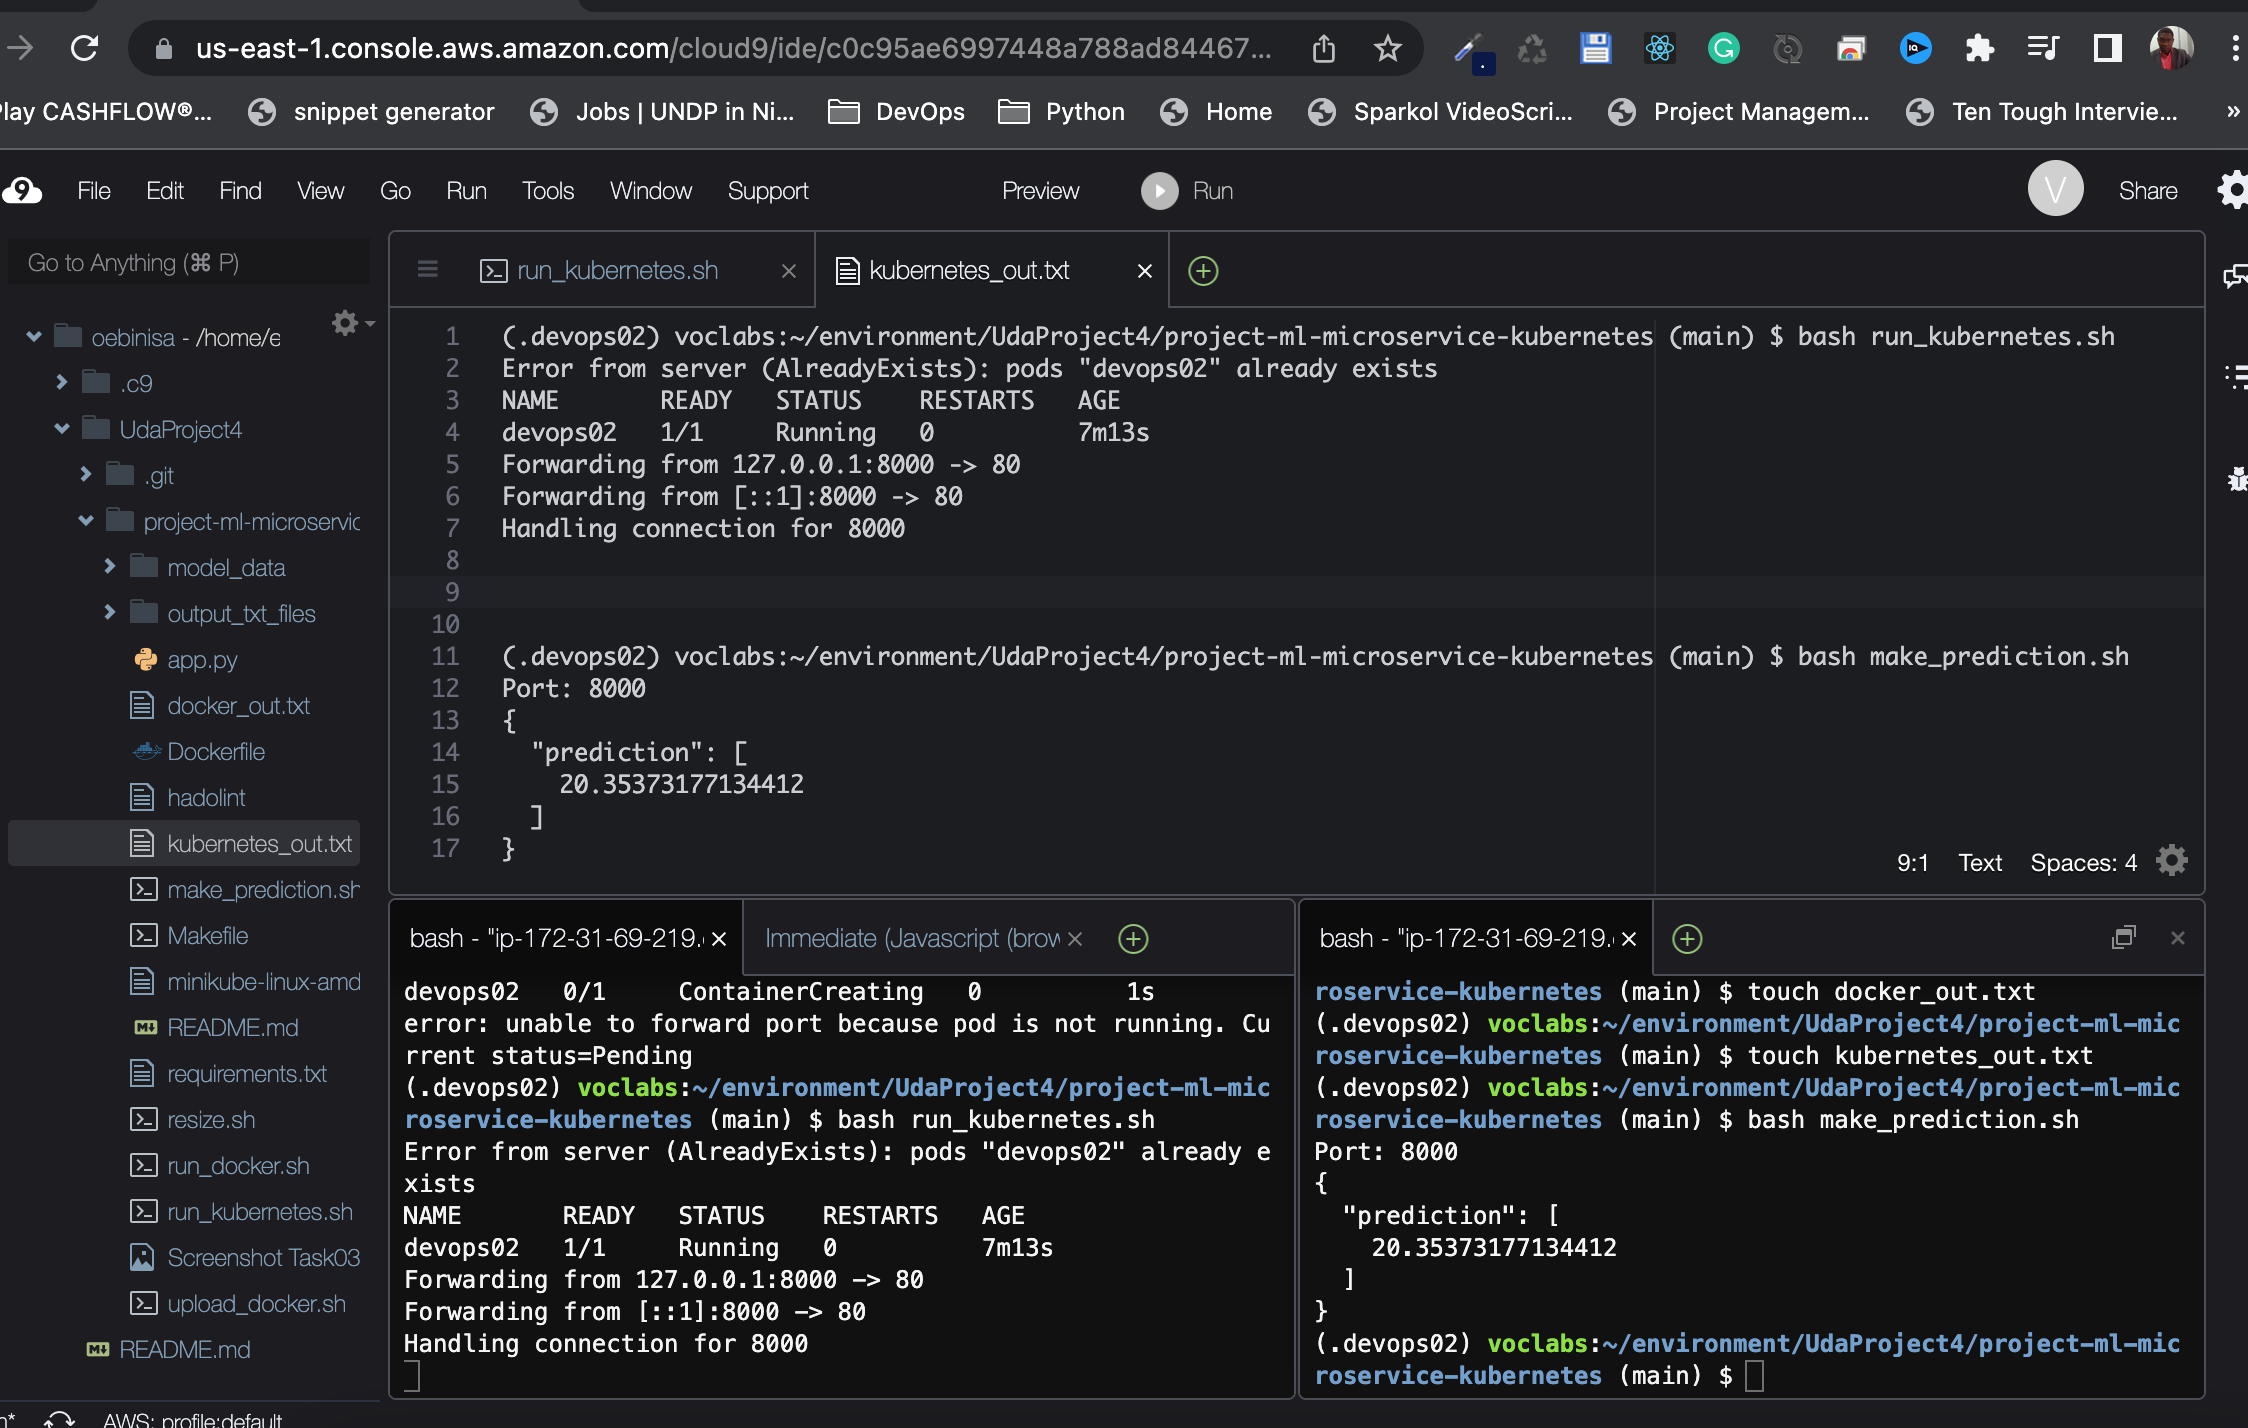 us-east-1.console.aws.amazon.com/cloud9/ide/c0c95ae6997448a788ad84467...
Play CASHFLOW®... snippet generator Jobs | UNDP in Ni... DevOps Python Home Sparkol VideoScri... Project Managem... Ten Tough Intervie... »
9 File Edit Find View Go Run Tools Window Support Preview Run V Share
Go to Anything (⌘ P)
run_kubernetes.sh × kubernetes_out.txt ×
oebinisa - /home/e
.c9
UdaProject4
.git
project-ml-microservic
model_data
output_txt_files
app.py
docker_out.txt
Dockerfile
hadolint
kubernetes_out.txt
make_prediction.sh
Makefile
minikube-linux-amd
README.md
requirements.txt
resize.sh
run_docker.sh
run_kubernetes.sh
Screenshot Task03
upload_docker.sh
README.md
AWS: profile:default
1 (.devops02) voclabs:~/environment/UdaProject4/project-ml-microservice-kubernetes (main) $ bash run_kubernetes.sh
2 Error from server (AlreadyExists): pods "devops02" already exists
3 NAME READY STATUS RESTARTS AGE
4 devops02 1/1 Running 0 7m13s
5 Forwarding from 127.0.0.1:8000 -> 80
6 Forwarding from [::1]:8000 -> 80
7 Handling connection for 8000
8
9
10
11 (.devops02) voclabs:~/environment/UdaProject4/project-ml-microservice-kubernetes (main) $ bash make_prediction.sh
12 Port: 8000
13 {
14 "prediction": [
15 20.35373177134412
16 ]
17 }
9:1 Text Spaces: 4
bash - "ip-172-31-69-219. × Immediate (Javascript (brow ×
devops02 0/1 ContainerCreating 0 1s
error: unable to forward port because pod is not running. Cu
rrent status=Pending
(.devops02) voclabs:~/environment/UdaProject4/project-ml-mic
roservice-kubernetes (main) $ bash run_kubernetes.sh
Error from server (AlreadyExists): pods "devops02" already e
xists
NAME READY STATUS RESTARTS AGE
devops02 1/1 Running 0 7m13s
Forwarding from 127.0.0.1:8000 -> 80
Forwarding from [::1]:8000 -> 80
Handling connection for 8000
bash - "ip-172-31-69-219. ×
roservice-kubernetes (main) $ touch docker_out.txt
(.devops02) voclabs:~/environment/UdaProject4/project-ml-mic
roservice-kubernetes (main) $ touch kubernetes_out.txt
(.devops02) voclabs:~/environment/UdaProject4/project-ml-mic
roservice-kubernetes (main) $ bash make_prediction.sh
Port: 8000
{
"prediction": [
20.35373177134412
]
}
(.devops02) voclabs:~/environment/UdaProject4/project-ml-mic
roservice-kubernetes (main) $